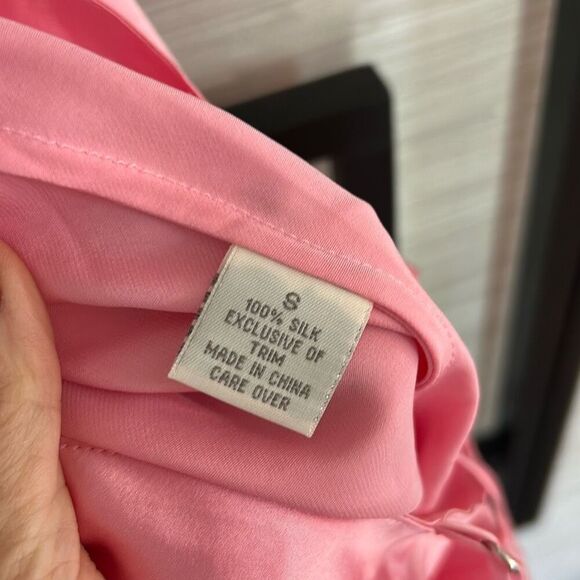 S
100% SILK
EXCLUSIVE OF
TRIM
MADE IN CHINA
CARE OVER